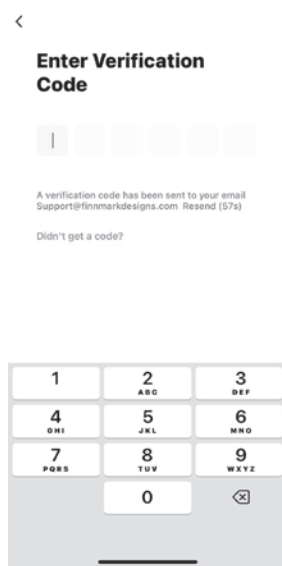 Enter Verification
Code
A verification code has been sent to your email
Support@finnmarkdesigns.com Resend (57s)
Didn't get a code?
1 2 3
ABC DEF
4 5 6
GHI JKL MNO
7 8 9
PQRS TUV WXYZ
0